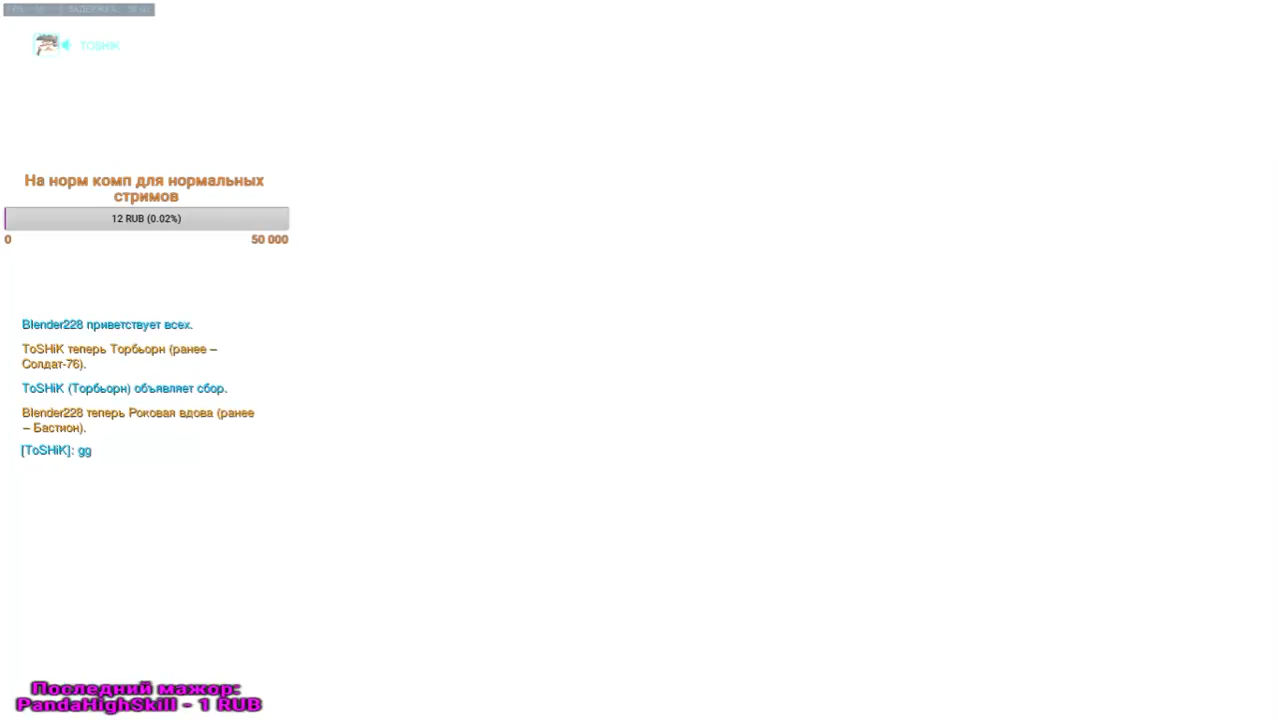 TOSHIK
На норм комп для нормальных
стримов
12 RUB (0.02%)
0 50 000
Blender228 приветствует всех.
ToSHiK теперь Торбьорн (ранее –
Солдат-76).
ToSHiK (Торбьорн) объявляет сбор.
Blender228 теперь Роковая вдова (ранее
– Бастион).
[ToSHiK]: gg
Последний мажор:
PandaHighSkill - 1 RUB